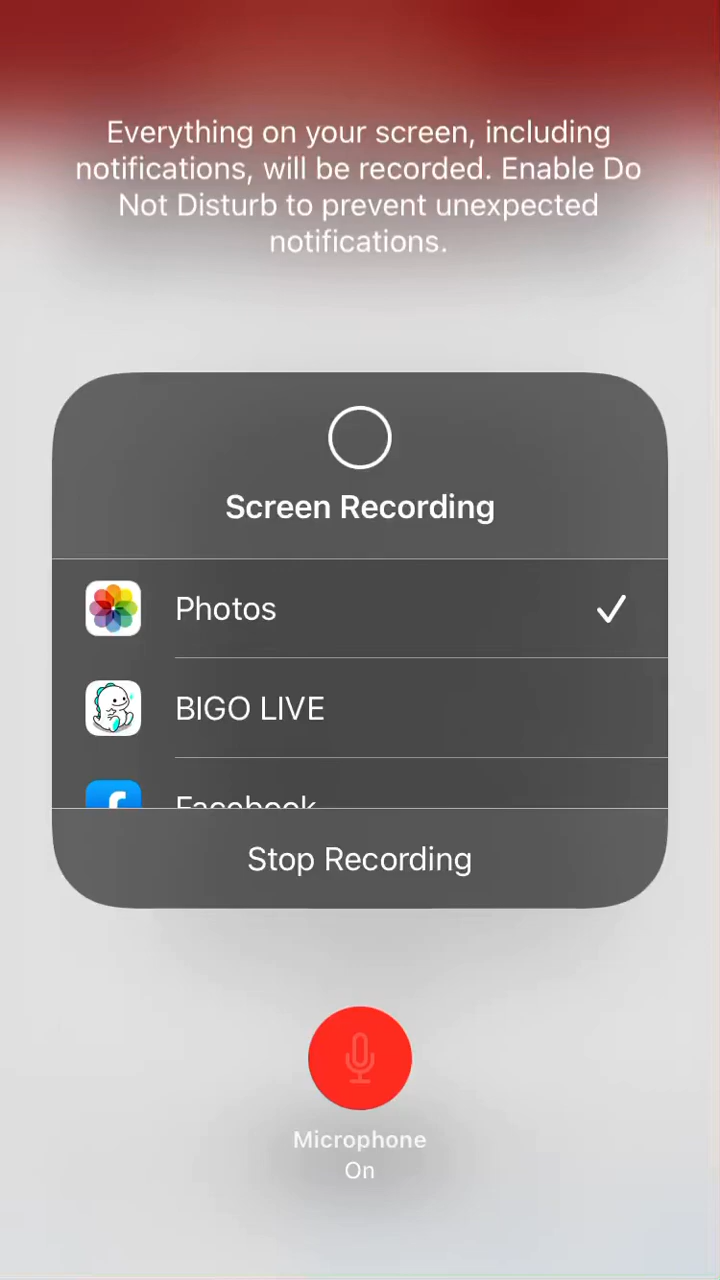 Everything on your screen, including
notifications, will be recorded. Enable Do
Not Disturb to prevent unexpected
notifications.
Screen Recording
Photos
BIGO LIVE
Facebook
Stop Recording
Microphone
On